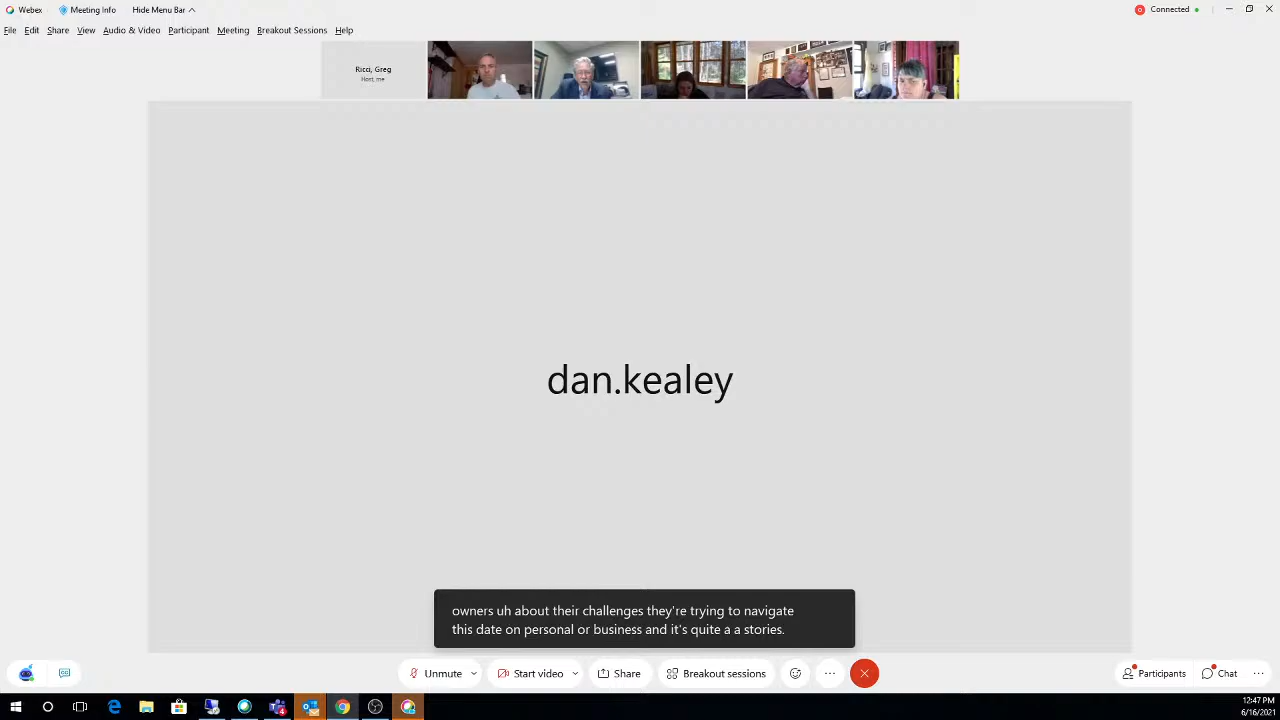 Webex Meeting Info Hide Menu Bar Connected
File Edit Share View Audio & Video Participant Meeting Breakout Sessions Help
Ricci, Greg
Host, me
dan.kealey
owners uh about their challenges they're trying to navigate
this date on personal or business and it's quite a a stories.
Unmute Start video Share Breakout sessions Participants Chat
12:47 PM
6/16/2021